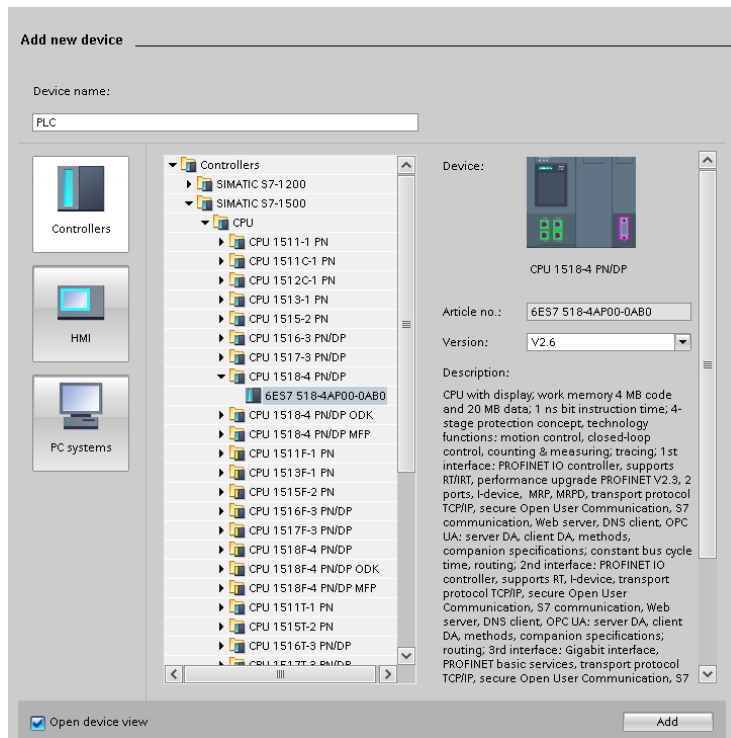 Add new device
Device name:
PLC
Controllers
HMI
PC systems
Controllers
SIMATIC S7-1200
SIMATIC S7-1500
CPU
CPU 1511-1 PN
CPU 1511C-1 PN
CPU 1512C-1 PN
CPU 1513-1 PN
CPU 1515-2 PN
CPU 1516-3 PN/DP
CPU 1517-3 PN/DP
CPU 1518-4 PN/DP
6ES7 518-4AP00-0AB0
CPU 1518-4 PN/DP ODK
CPU 1518-4 PN/DP MFP
CPU 1511F-1 PN
CPU 1513F-1 PN
CPU 1515F-2 PN
CPU 1516F-3 PN/DP
CPU 1517F-3 PN/DP
CPU 1518F-4 PN/DP
CPU 1518F-4 PN/DP ODK
CPU 1518F-4 PN/DP MFP
CPU 1511T-1 PN
CPU 1515T-2 PN
CPU 1516T-3 PN/DP
CPU 1517T-3 PN/DP
Device:
CPU 1518-4 PN/DP
Article no.: 6ES7 518-4AP00-0AB0
Version: V2.6
Description:
CPU with display; work memory 4 MB code
and 20 MB data; 1 ns bit instruction time; 4-
stage protection concept, technology
functions: motion control, closed-loop
control, counting & measuring; tracing; 1st
interface: PROFINET IO controller, supports
RT/IRT, performance upgrade PROFINET V2.3, 2
ports, I-device, MRP, MRPD, transport protocol
TCP/IP, secure Open User Communication, S7
communication, Web server, DNS client, OPC
UA: server DA, client DA, methods,
companion specifications; constant bus cycle
time, routing; 2nd interface: PROFINET IO
controller, supports RT, I-device, transport
protocol TCP/IP, secure Open User
Communication, S7 communication, Web
server, DNS client, OPC UA: server DA, client
DA, methods, companion specifications;
routing; 3rd interface: Gigabit interface,
PROFINET basic services, transport protocol
TCP/IP, secure Open User Communication, S7
Open device view
Add